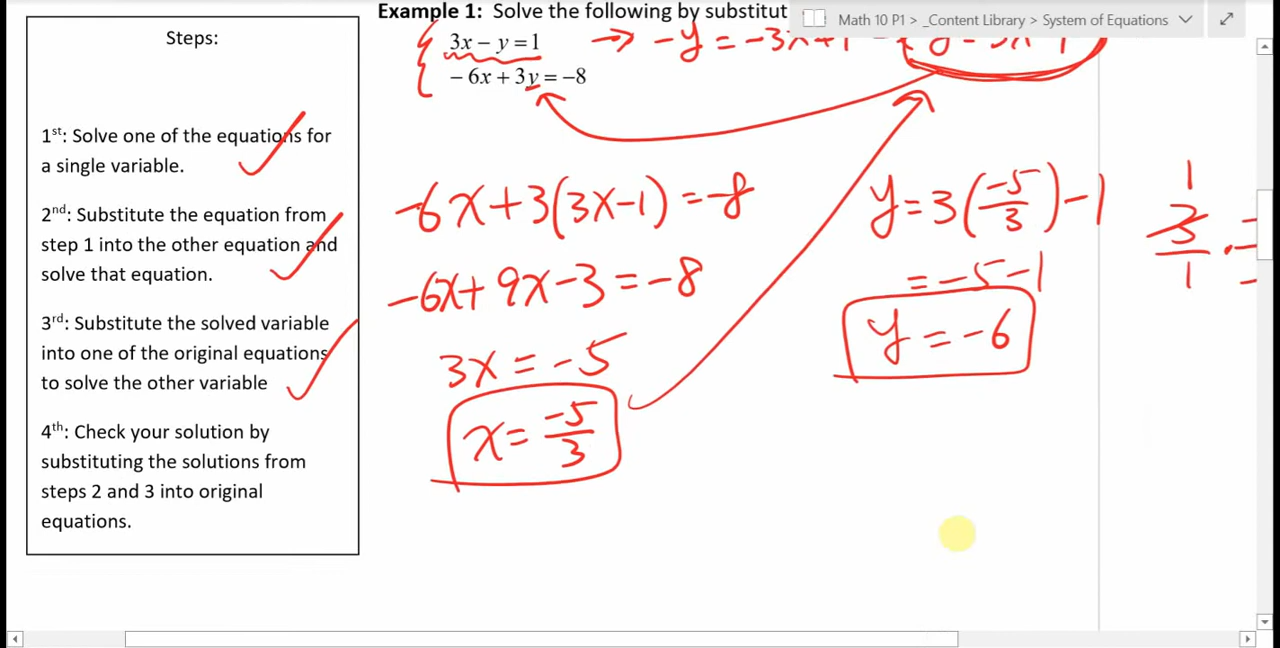 Example 1: Solve the following by substitut
Math 10 P1 > _Content Library > System of Equations
Steps:
1st: Solve one of the equations for
a single variable.
2nd: Substitute the equation from
step 1 into the other equation and
solve that equation.
3rd: Substitute the solved variable
into one of the original equations
to solve the other variable
4th: Check your solution by
substituting the solutions from
steps 2 and 3 into original
equations.
3x − y = 1 → -y = -3x+1
− 6x + 3y = −8
-6x+3(3x-1) = -8
-6x+9x-3 = -8
3x = -5
x = -5/3
y = 3(-5/3)-1
= -5-1
y = -6
1
3
1